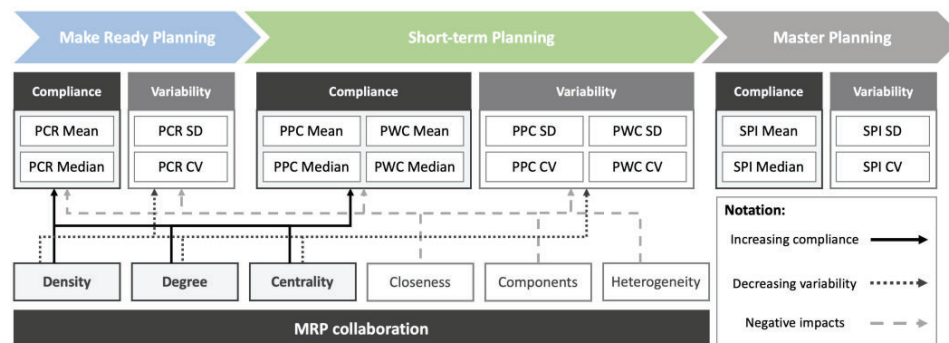 Make Ready Planning Short-term Planning Master Planning
Compliance Variability Compliance Variability Compliance Variability
PCR Mean PCR SD PPC Mean PWC Mean PPC SD PWC SD SPI Mean SPI SD
PCR Median PCR CV PPC Median PWC Median PPC CV PWC CV SPI Median SPI CV
Notation:
Increasing compliance
Decreasing variability
Negative impacts
Density Degree Centrality Closeness Components Heterogeneity
MRP collaboration